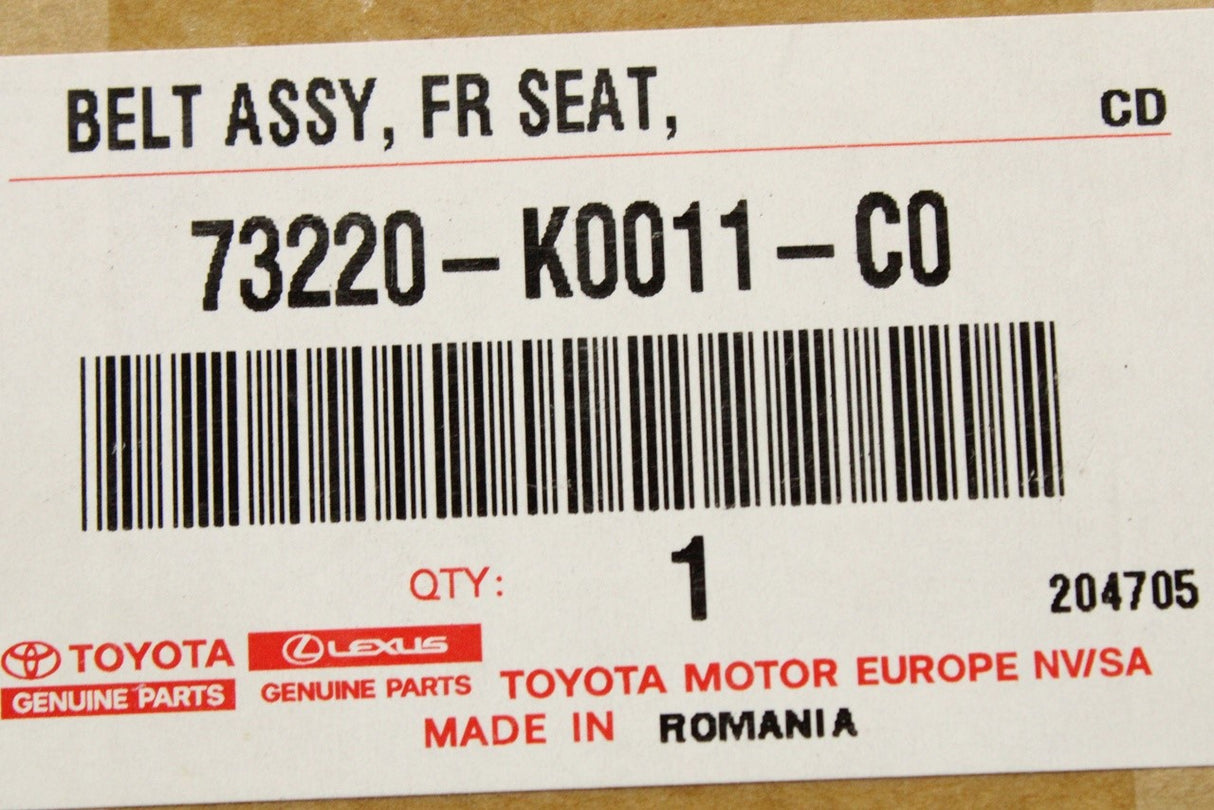 BELT ASSY, FR SEAT, CD
73220-K0011-C0
QTY: 1 204705
TOYOTA LEXUS
GENUINE PARTS GENUINE PARTS TOYOTA MOTOR EUROPE NV/SA
MADE IN ROMANIA